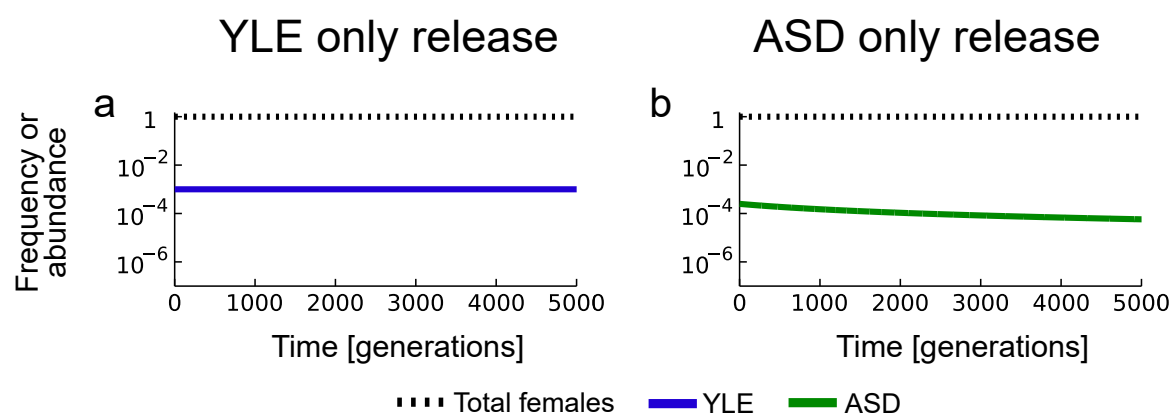 YLE only release
ASD only release
Frequency or
abundance
a
1
10⁻²
10⁻⁴
10⁻⁶
0 1000 2000 3000 4000 5000
Time [generations]
b
1
10⁻²
10⁻⁴
10⁻⁶
0 1000 2000 3000 4000 5000
Time [generations]
Total females YLE ASD